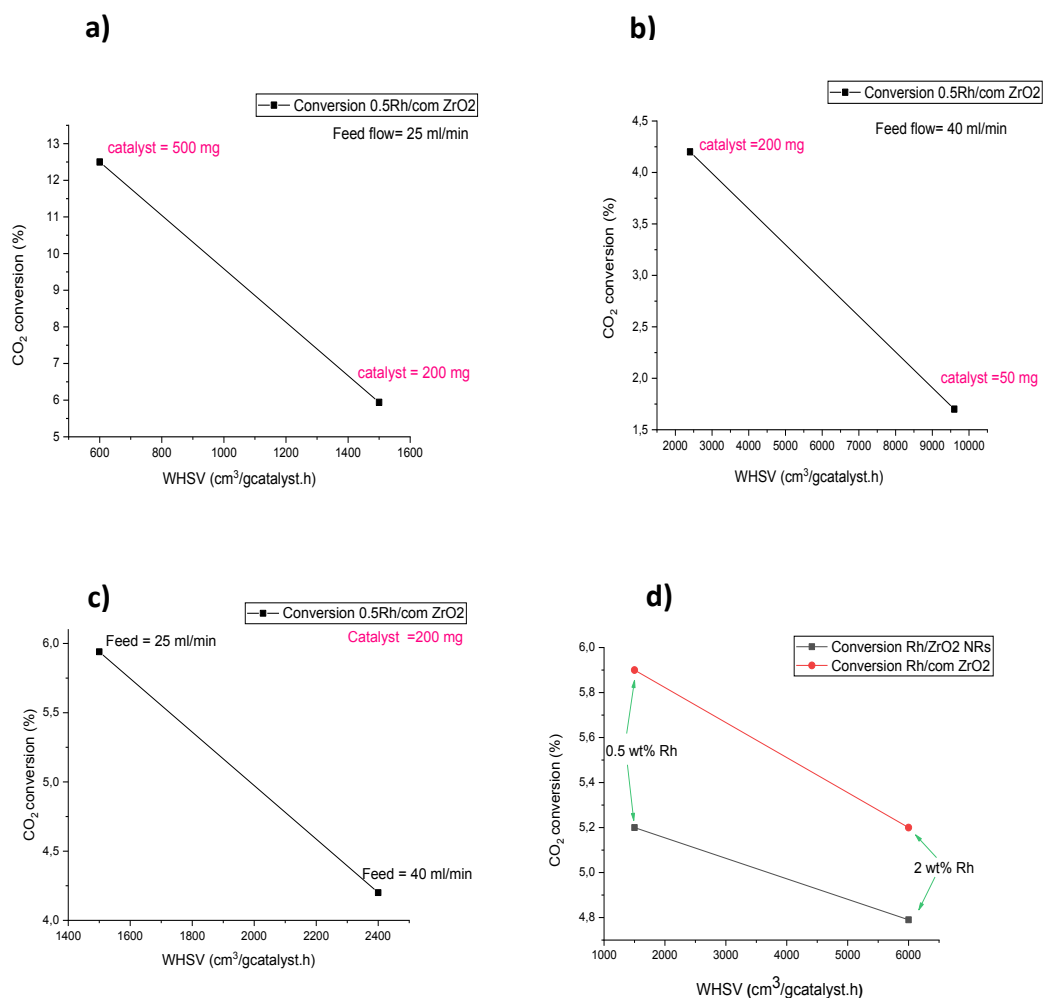 a)
Conversion 0.5Rh/com ZrO2
Feed flow= 25 ml/min
catalyst = 500 mg
catalyst = 200 mg
13
12
11
10
9
8
7
6
5
CO₂ conversion (%)
600 800 1000 1200 1400 1600
WHSV (cm³/gcatalyst.h)
b)
Conversion 0.5Rh/com ZrO2
Feed flow= 40 ml/min
catalyst =200 mg
catalyst =50 mg
4,5
4,0
3,5
3,0
2,5
2,0
1,5
CO₂ conversion (%)
2000 3000 4000 5000 6000 7000 8000 9000 10000
WHSV (cm³/gcatalyst.h)
c)
Conversion 0.5Rh/com ZrO2
Catalyst =200 mg
Feed = 25 ml/min
Feed = 40 ml/min
6,0
5,5
5,0
4,5
4,0
CO₂ conversion (%)
1400 1600 1800 2000 2200 2400
WHSV (cm³/gcatalyst.h)
d)
Conversion Rh/ZrO2 NRs
Conversion Rh/com ZrO2
0.5 wt% Rh
2 wt% Rh
6,0
5,8
5,6
5,4
5,2
5,0
4,8
CO₂ conversion (%)
1000 2000 3000 4000 5000 6000
WHSV (cm³/gcatalyst.h)